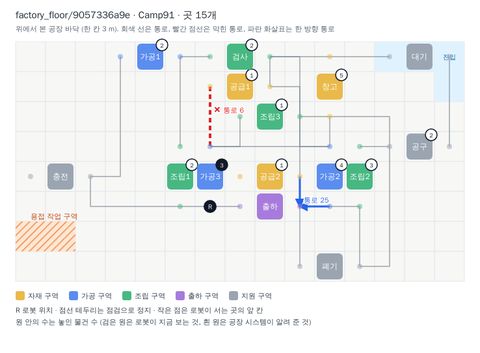 factory_floor/9057336a9e · Camp91 · 곳 15개
위에서 본 공장 바닥 (한 칸 3 m). 회색 선은 통로, 빨간 점선은 막힌 통로, 파란 화살표는 한 방향 통로
가공1 2 검사 2 대기 진입
공급1 1 창고 5
✕ 통로 6 조립3 1
공구 2
충전 조립1 2 가공3 3 공급2 1 가공2 4 조립2 3
R 출하 통로 25
용접 작업 구역
폐기
자재 구역 가공 구역 조립 구역 출하 구역 지원 구역
R 로봇 위치 · 점선 테두리는 점검으로 정지 · 작은 점은 로봇이 서는 곳의 앞 칸
원 안의 수는 놓인 물건 수 (검은 원은 로봇이 지금 보는 것, 흰 원은 공장 시스템이 알려 준 것)